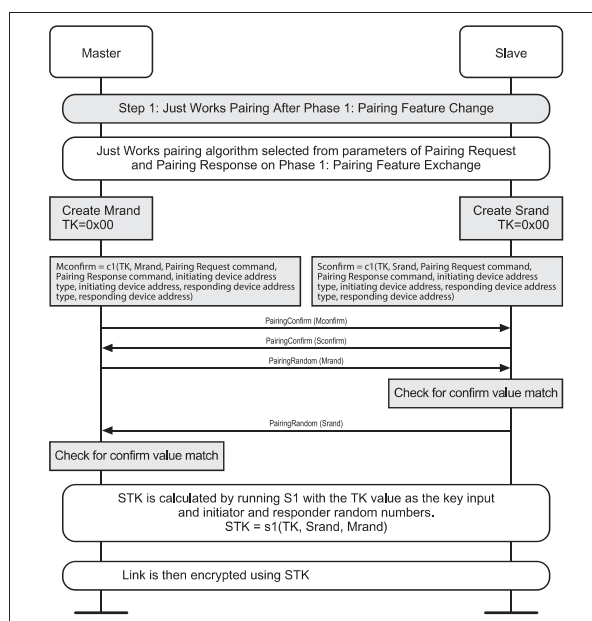 Master
Slave
Step 1: Just Works Pairing After Phase 1: Pairing Feature Change
Just Works pairing algorithm selected from parameters of Pairing Request
and Pairing Response on Phase 1: Pairing Feature Exchange
Create Mrand
TK=0x00
Create Srand
TK=0x00
Mconfirm = c1(TK, Mrand, Pairing Request command,
Pairing Response command, initiating device address
type, initiating device address, responding device address
type, responding device address)
Sconfirm = c1(TK, Srand, Pairing Request command,
Pairing Response command, initiating device address
type, initiating device address, responding device address
type, responding device address)
PairingConfirm (Mconfirm)
PairingConfirm (Sconfirm)
PairingRandom (Mrand)
Check for confirm value match
PairingRandom (Srand)
Check for confirm value match
STK is calculated by running S1 with the TK value as the key input
and initiator and responder random numbers.
STK = s1(TK, Srand, Mrand)
Link is then encrypted using STK